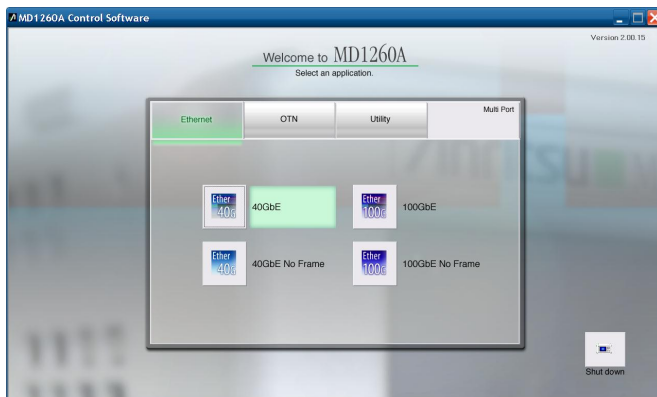 MD1260A Control Software
Version 2.00.15
Welcome to MD1260A
Select an application.
Ethernet
OTN
Utility
Multi Port
Ether
40G
40GbE
Ether
100G
100GbE
Ether
40G
40GbE No Frame
Ether
100G
100GbE No Frame
Shut down